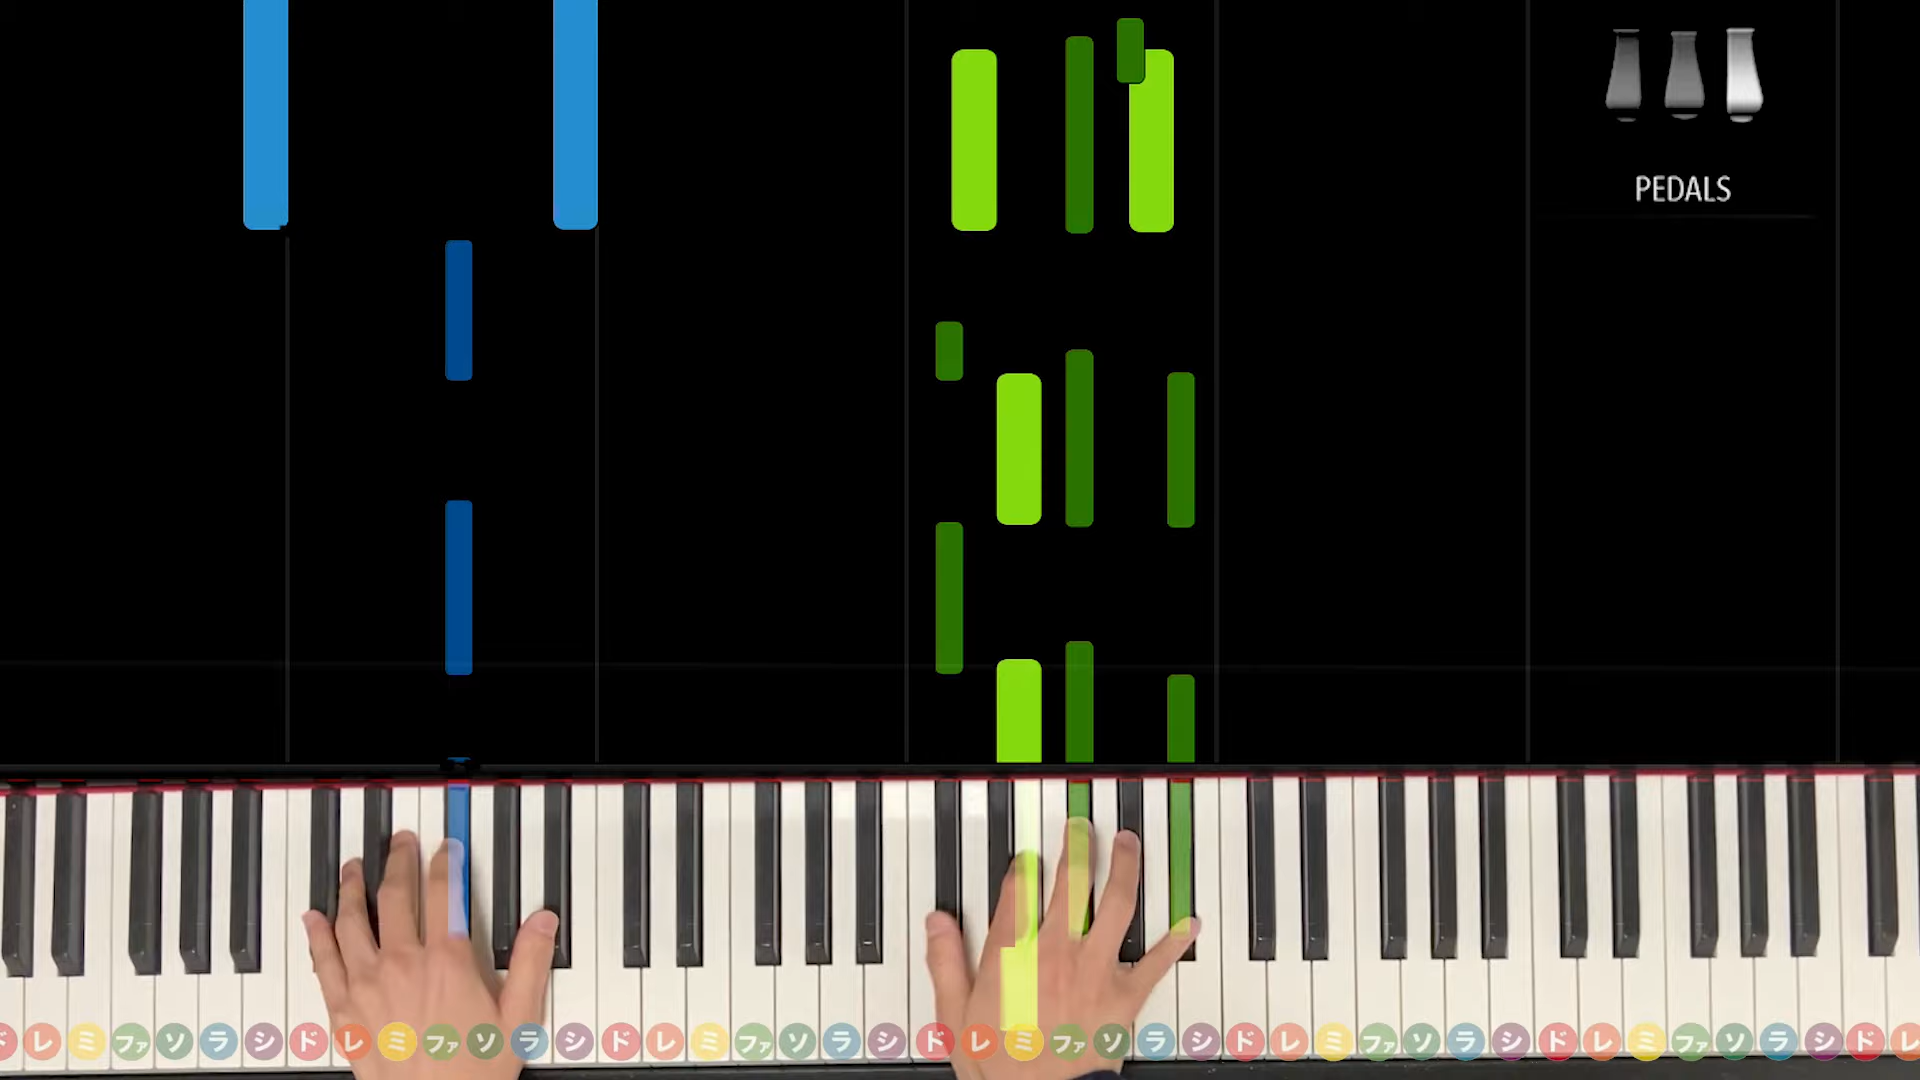 PEDALS
ド レ ミ ファ ソ ラ シ ド レ ミ ファ ソ ラ シ ド レ ミ ファ ソ ラ シ ド レ ミ ファ ソ ラ シ ド レ ミ ファ ソ ラ シ ド レ ミ ファ ソ ラ シ ド レ